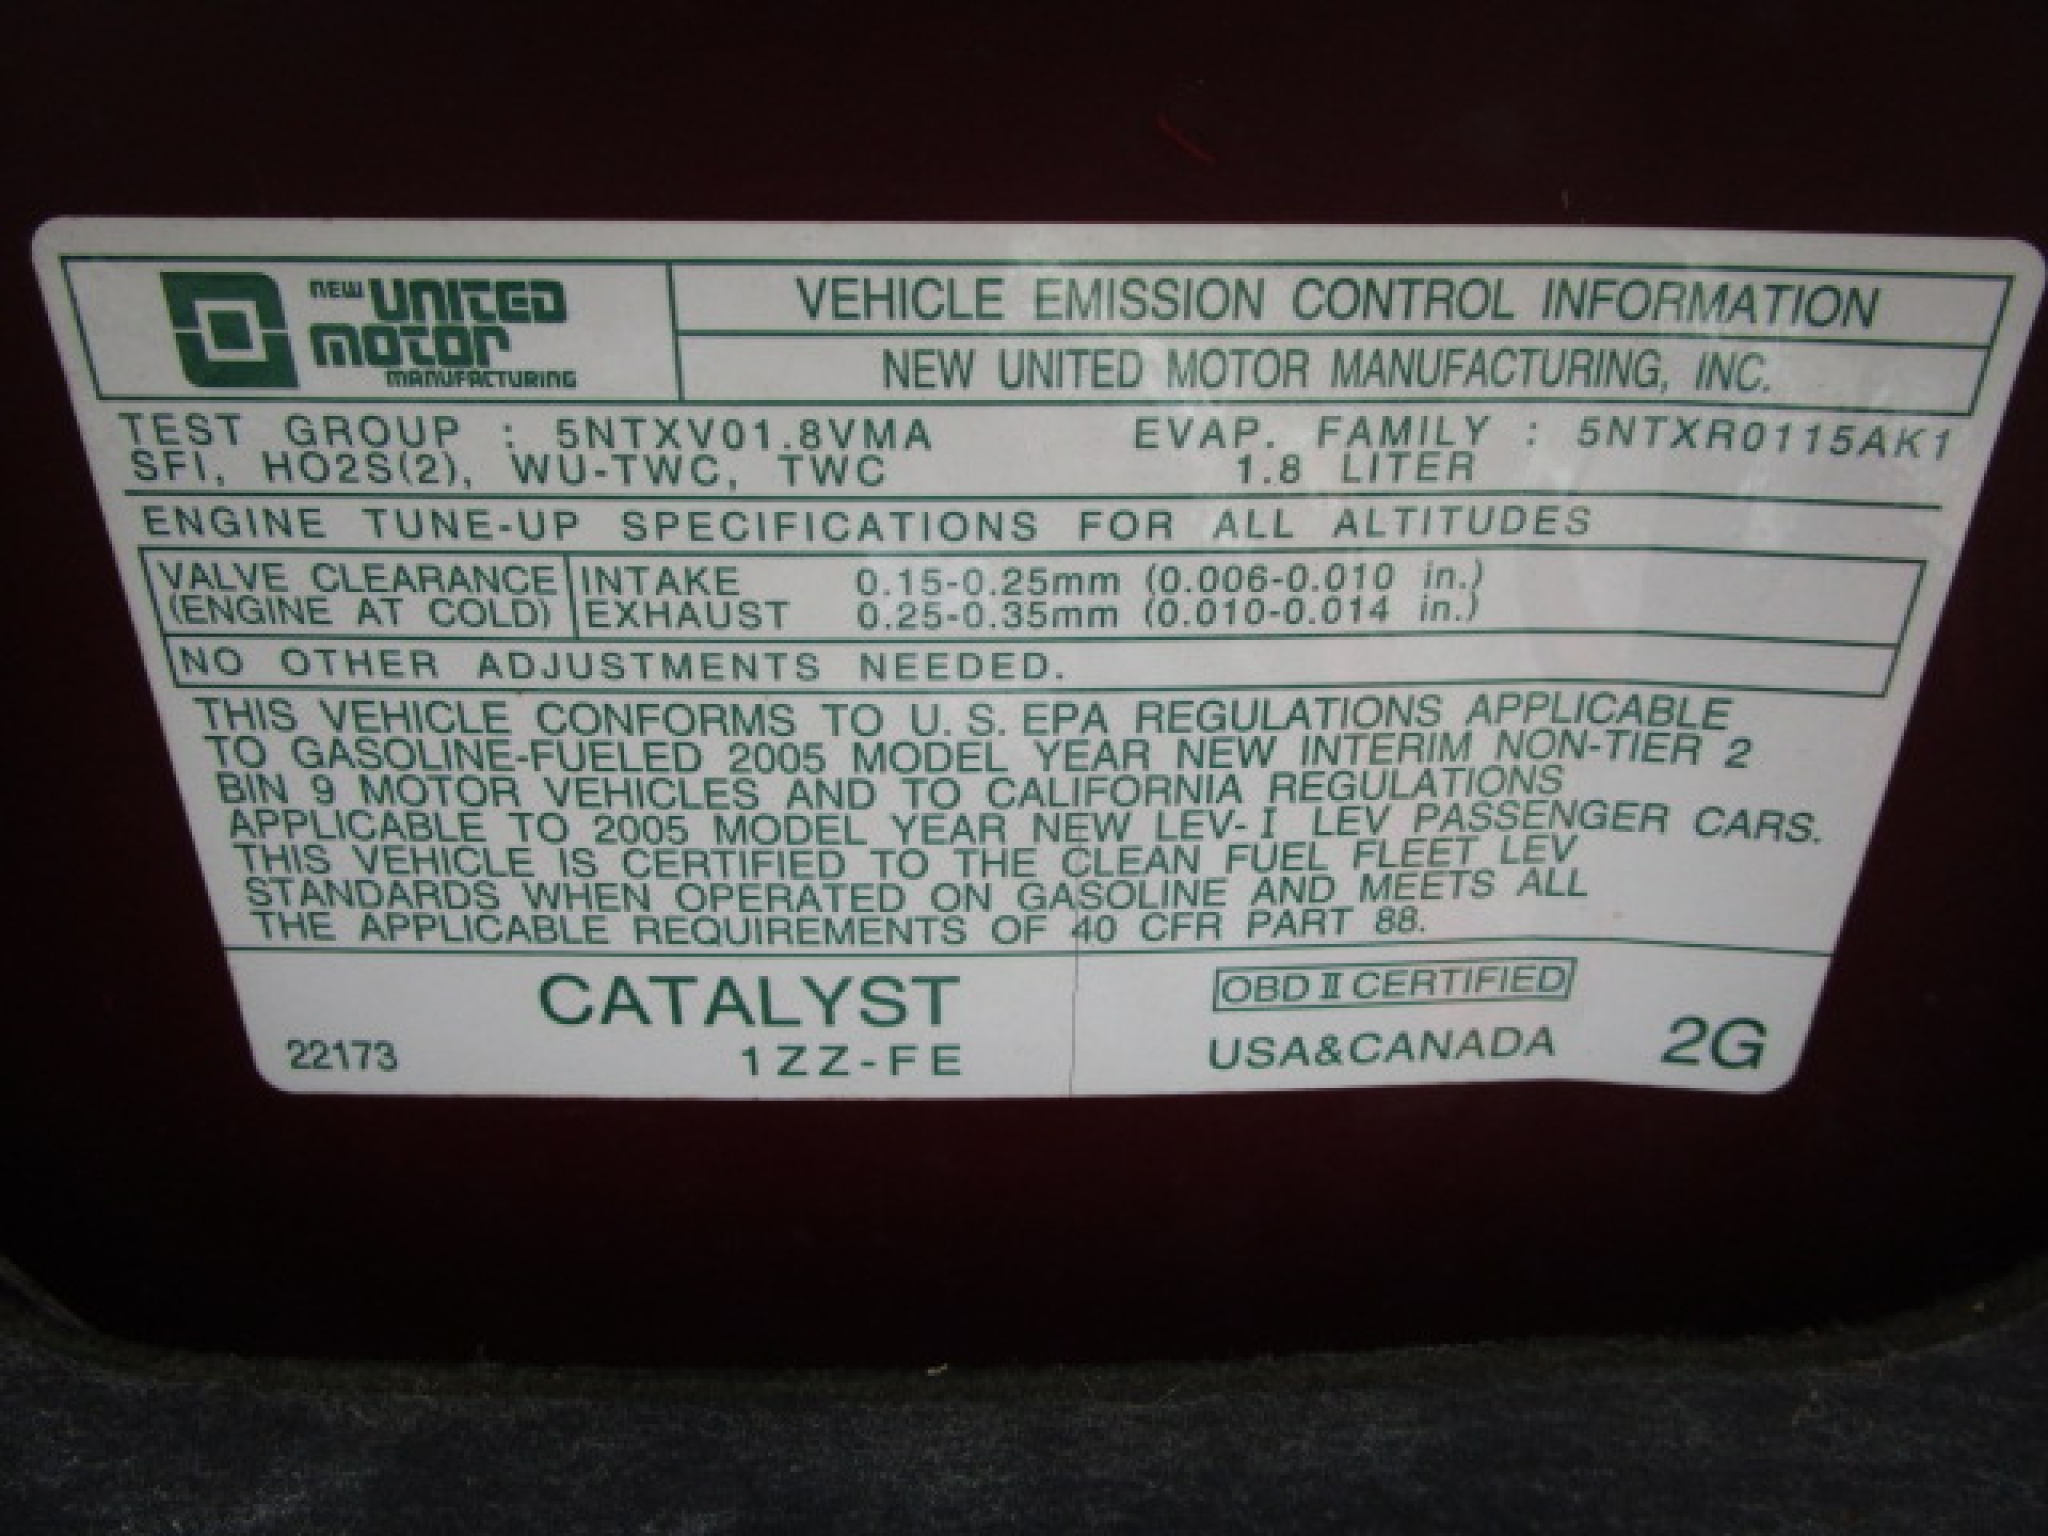 NEW UNITED
MOTOR
MANUFACTURING
VEHICLE EMISSION CONTROL INFORMATION
NEW UNITED MOTOR MANUFACTURING, INC.
TEST GROUP : 5NTXV01.8VMA EVAP. FAMILY : 5NTXR0115AK1
SFI, HO2S(2), WU-TWC, TWC 1.8 LITER
ENGINE TUNE-UP SPECIFICATIONS FOR ALL ALTITUDES
VALVE CLEARANCE INTAKE 0.15-0.25mm (0.006-0.010 in.)
(ENGINE AT COLD) EXHAUST 0.25-0.35mm (0.010-0.014 in.)
NO OTHER ADJUSTMENTS NEEDED.
THIS VEHICLE CONFORMS TO U.S. EPA REGULATIONS APPLICABLE
TO GASOLINE-FUELED 2005 MODEL YEAR NEW INTERIM NON-TIER 2
BIN 9 MOTOR VEHICLES AND TO CALIFORNIA REGULATIONS
APPLICABLE TO 2005 MODEL YEAR NEW LEV-I LEV PASSENGER CARS.
THIS VEHICLE IS CERTIFIED TO THE CLEAN FUEL FLEET LEV
STANDARDS WHEN OPERATED ON GASOLINE AND MEETS ALL
THE APPLICABLE REQUIREMENTS OF 40 CFR PART 88.
CATALYST OBD II CERTIFIED
22173 1ZZ-FE USA&CANADA 2G